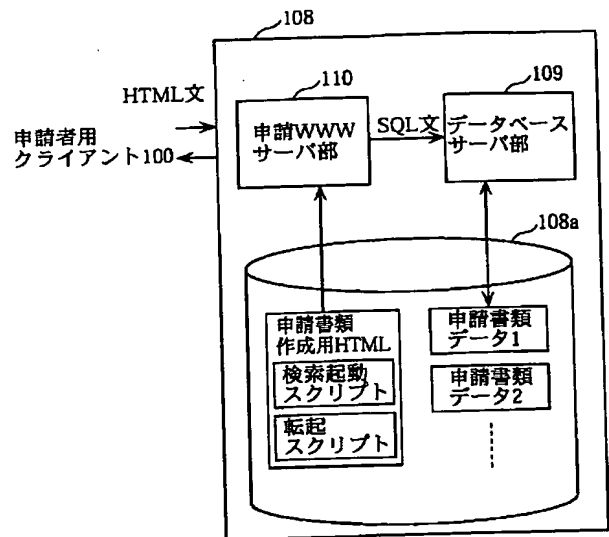 108
110
109
HTML文
申請者用
クライアント100
申請WWW
サーバ部
SQL文
データベース
サーバ部
108a
申請書類
作成用HTML
検索起動
スクリプト
転起
スクリプト
申請書類
データ1
申請書類
データ2